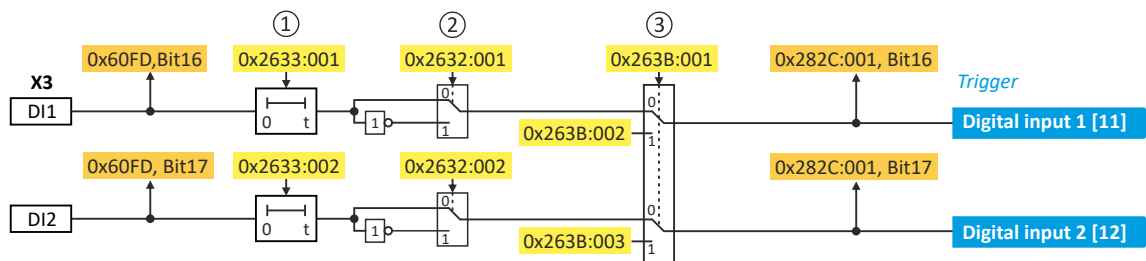 ① ② ③
0x60FD,Bit16 0x2633:001 0x2632:001 0x263B:001 0x282C:001, Bit16
X3 Trigger
0 0
DI1 0 t 1 1 Digital input 1 [11]
0x263B:002 1
0x60FD, Bit17 0x2633:002 0x2632:002 0x282C:001, Bit17
0 0
DI2 0 t 1 1 Digital input 2 [12]
0x263B:003 1